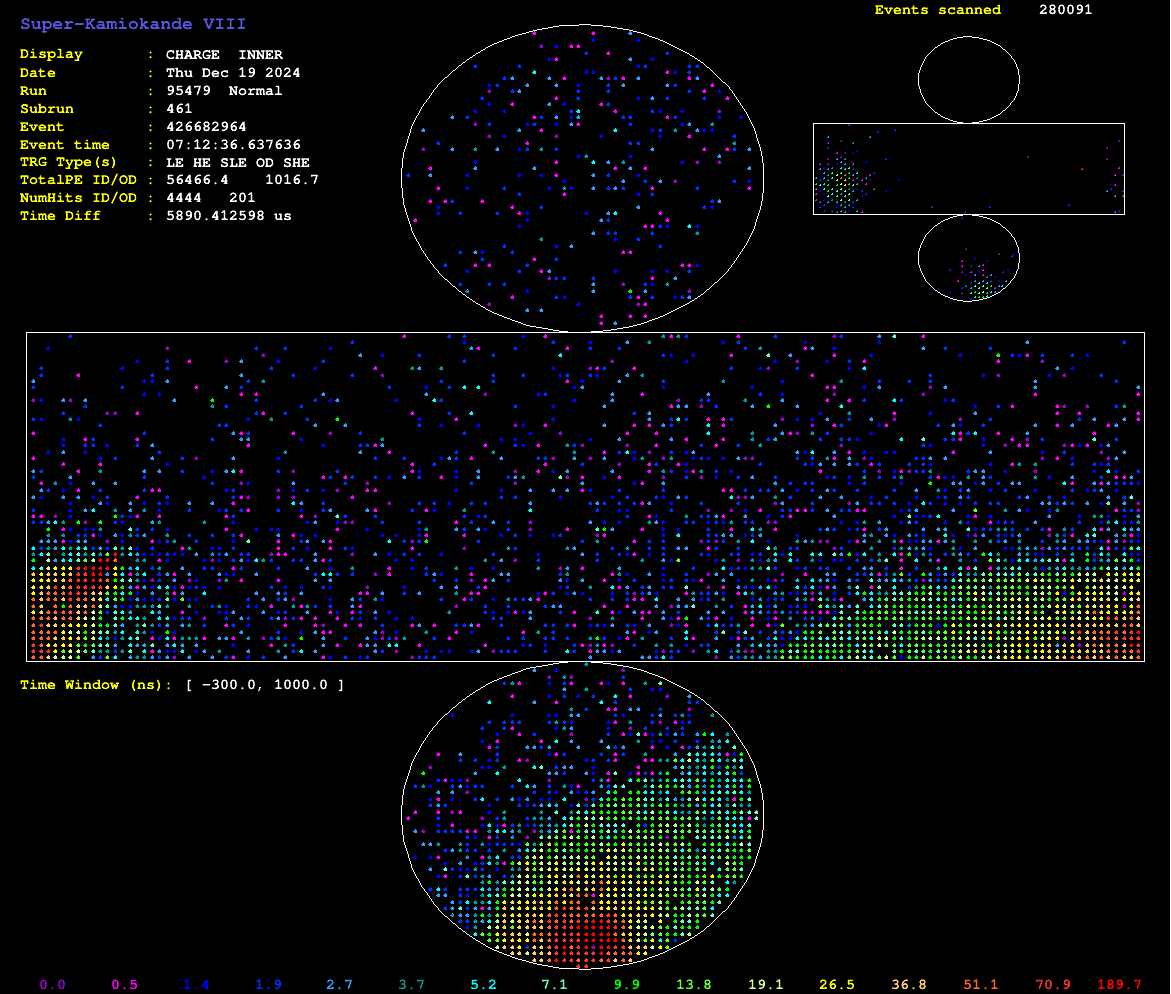 Super-Kamiokande VIII
Events scanned 280091
Display : CHARGE INNER
Date : Thu Dec 19 2024
Run : 95479 Normal
Subrun : 461
Event : 426682964
Event time : 07:12:36.637636
TRG Type(s) : LE HE SLE OD SHE
TotalPE ID/OD : 56466.4 1016.7
NumHits ID/OD : 4444 201
Time Diff : 5890.412598 us
Time Window (ns): [ −300.0, 1000.0 ]
0.0 0.5 1.4 1.9 2.7 3.7 5.2 7.1 9.9 13.8 19.1 26.5 36.8 51.1 70.9 189.7